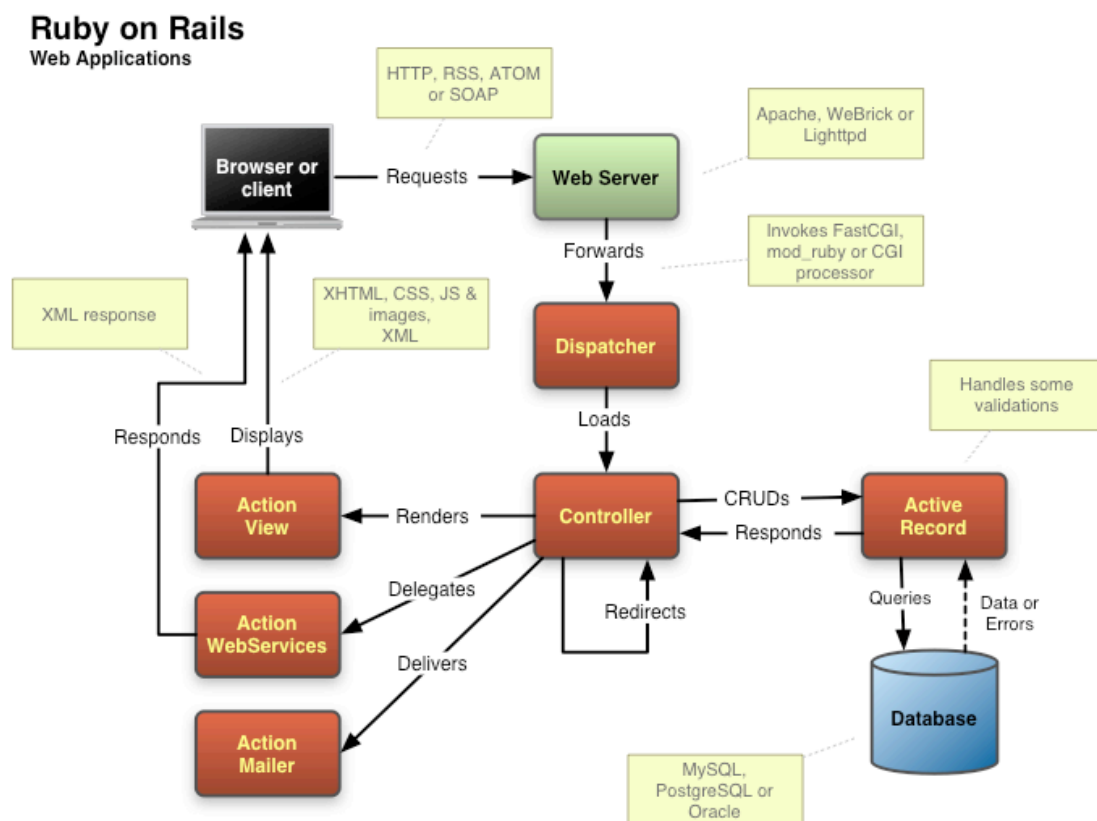 Ruby on Rails
Web Applications
HTTP, RSS, ATOM
or SOAP
Apache, WeBrick or
Lighttpd
Browser or
client
Requests
Web Server
Forwards
Invokes FastCGI,
mod_ruby or CGI
processor
XML response
XHTML, CSS, JS &
images,
XML
Dispatcher
Handles some
validations
Responds
Displays
Loads
Action
View
Renders
Controller
CRUDs
Responds
Active
Record
Delegates
Redirects
Queries
Data or
Errors
Action
WebServices
Delivers
Action
Mailer
Database
MySQL,
PostgreSQL or
Oracle